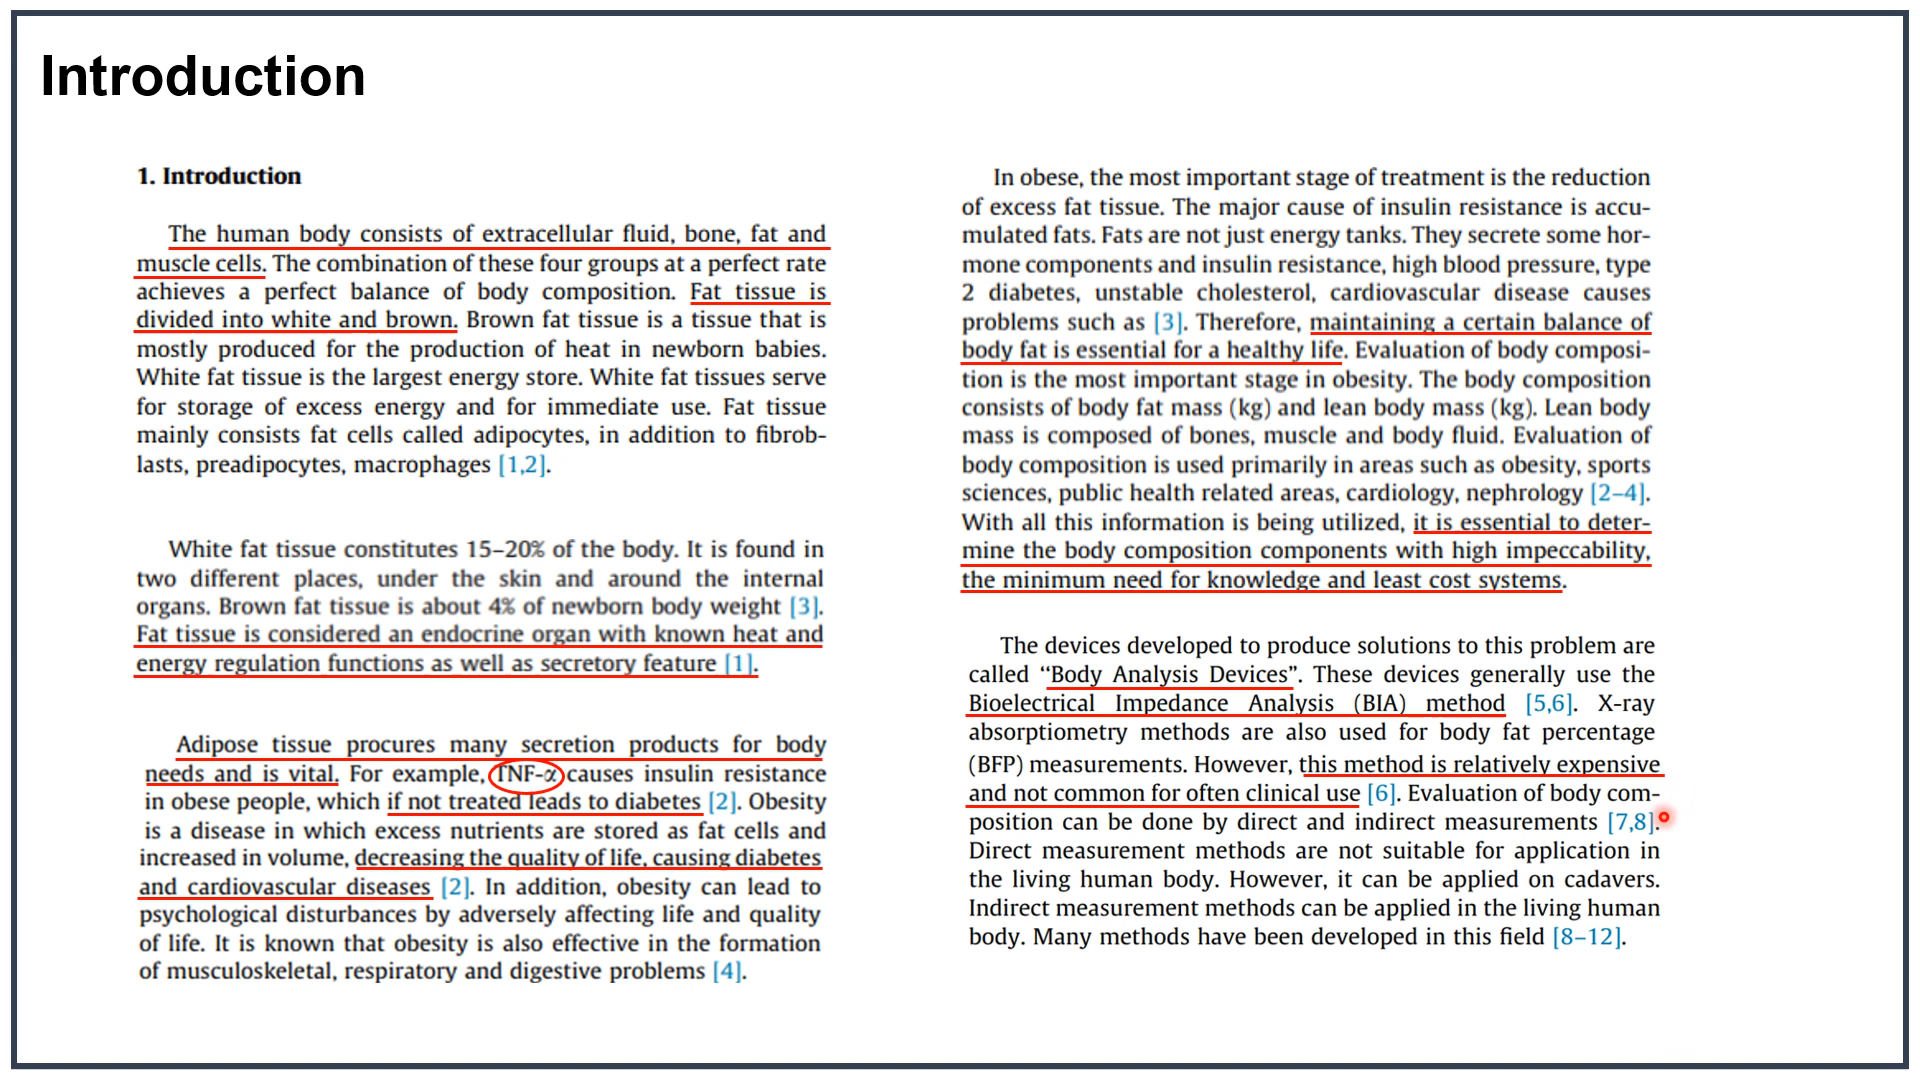 Introduction
1. Introduction
The human body consists of extracellular fluid, bone, fat and
muscle cells. The combination of these four groups at a perfect rate
achieves a perfect balance of body composition. Fat tissue is
divided into white and brown. Brown fat tissue is a tissue that is
mostly produced for the production of heat in newborn babies.
White fat tissue is the largest energy store. White fat tissues serve
for storage of excess energy and for immediate use. Fat tissue
mainly consists fat cells called adipocytes, in addition to fibrob-
lasts, preadipocytes, macrophages [1,2].
White fat tissue constitutes 15–20% of the body. It is found in
two different places, under the skin and around the internal
organs. Brown fat tissue is about 4% of newborn body weight [3].
Fat tissue is considered an endocrine organ with known heat and
energy regulation functions as well as secretory feature [1].
Adipose tissue procures many secretion products for body
needs and is vital. For example, TNF-α causes insulin resistance
in obese people, which if not treated leads to diabetes [2]. Obesity
is a disease in which excess nutrients are stored as fat cells and
increased in volume, decreasing the quality of life, causing diabetes
and cardiovascular diseases [2]. In addition, obesity can lead to
psychological disturbances by adversely affecting life and quality
of life. It is known that obesity is also effective in the formation
of musculoskeletal, respiratory and digestive problems [4].
In obese, the most important stage of treatment is the reduction
of excess fat tissue. The major cause of insulin resistance is accu-
mulated fats. Fats are not just energy tanks. They secrete some hor-
mone components and insulin resistance, high blood pressure, type
2 diabetes, unstable cholesterol, cardiovascular disease causes
problems such as [3]. Therefore, maintaining a certain balance of
body fat is essential for a healthy life. Evaluation of body composi-
tion is the most important stage in obesity. The body composition
consists of body fat mass (kg) and lean body mass (kg). Lean body
mass is composed of bones, muscle and body fluid. Evaluation of
body composition is used primarily in areas such as obesity, sports
sciences, public health related areas, cardiology, nephrology [2–4].
With all this information is being utilized, it is essential to deter-
mine the body composition components with high impeccability,
the minimum need for knowledge and least cost systems.
The devices developed to produce solutions to this problem are
called “Body Analysis Devices”. These devices generally use the
Bioelectrical Impedance Analysis (BIA) method [5,6]. X-ray
absorptiometry methods are also used for body fat percentage
(BFP) measurements. However, this method is relatively expensive
and not common for often clinical use [6]. Evaluation of body com-
position can be done by direct and indirect measurements [7,8].
Direct measurement methods are not suitable for application in
the living human body. However, it can be applied on cadavers.
Indirect measurement methods can be applied in the living human
body. Many methods have been developed in this field [8–12].